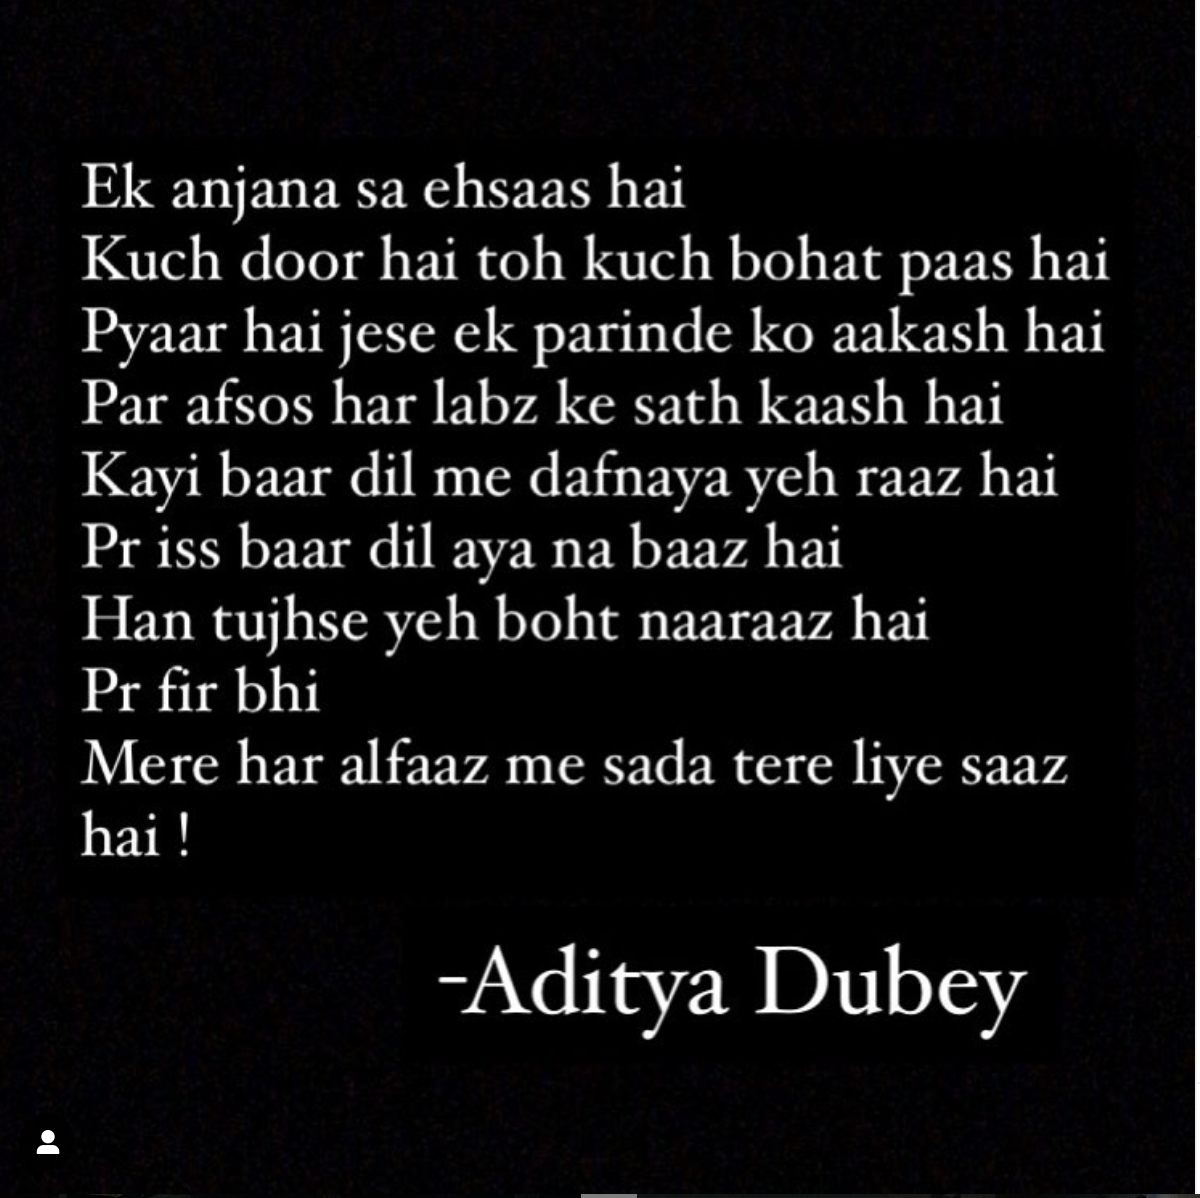 Ek anjana sa ehsaas hai
Kuch door hai toh kuch bohat paas hai
Pyaar hai jese ek parinde ko aakash hai
Par afsos har labz ke sath kaash hai
Kayi baar dil me dafnaya yeh raaz hai
Pr iss baar dil aya na baaz hai
Han tujhse yeh boht naaraaz hai
Pr fir bhi
Mere har alfaaz me sada tere liye saaz
hai !
-Aditya Dubey